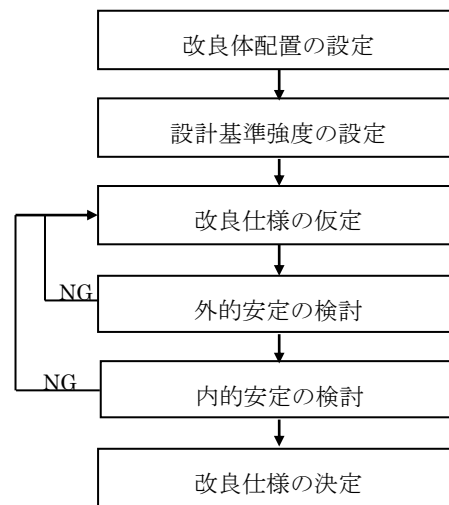 改良体配置の設定
設計基準強度の設定
改良仕様の仮定
NG
外的安定の検討
NG
内的安定の検討
改良仕様の決定